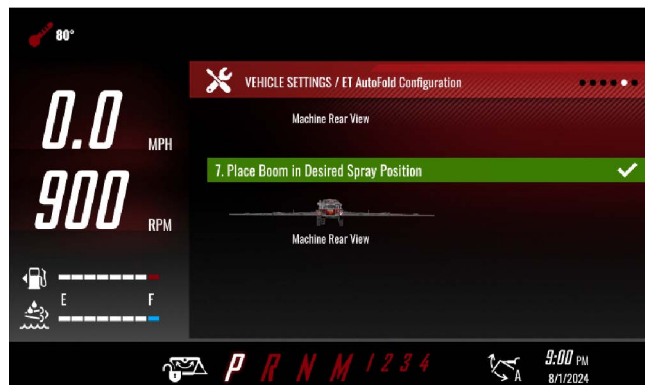 80°
VEHICLE SETTINGS / ET AutoFold Configuration
Machine Rear View
0.0 MPH
7. Place Boom in Desired Spray Position
900 RPM
Machine Rear View
E F
P R N M 1 2 3 4
A
9:00 PM
8/1/2024